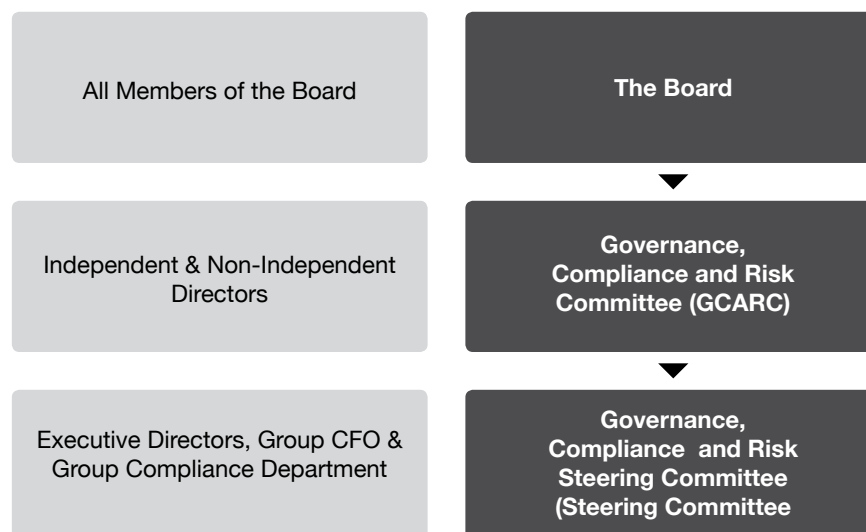 All Members of the Board
The Board
Independent & Non-Independent
Directors
Governance,
Compliance and Risk
Committee (GCARC)
Executive Directors, Group CFO &
Group Compliance Department
Governance,
Compliance and Risk
Steering Committee
(Steering Committee